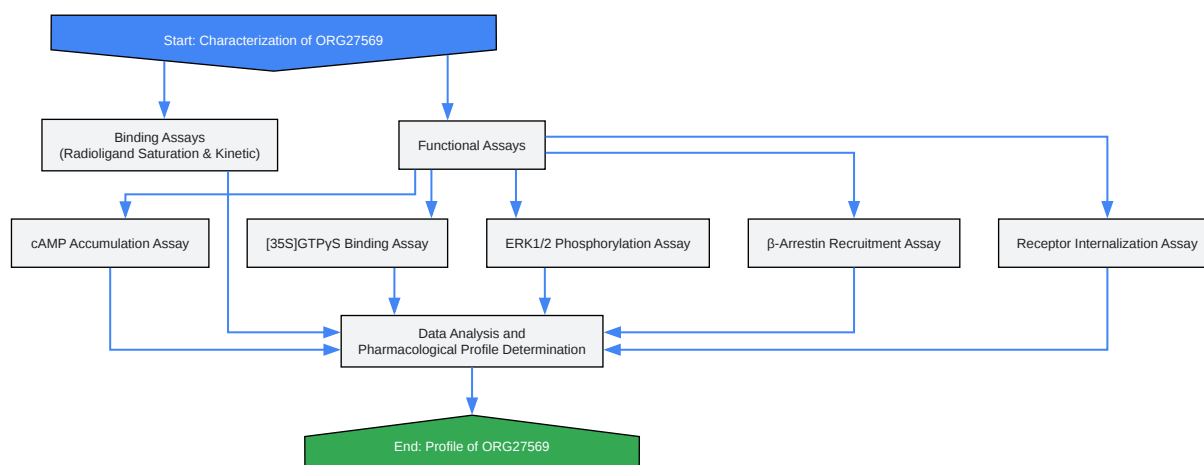 Start: Characterization of ORG27569
Binding Assays
(Radioligand Saturation & Kinetic)
Functional Assays
cAMP Accumulation Assay
[35S]GTPγS Binding Assay
ERK1/2 Phosphorylation Assay
β-Arrestin Recruitment Assay
Receptor Internalization Assay
Data Analysis and
Pharmacological Profile Determination
End: Profile of ORG27569